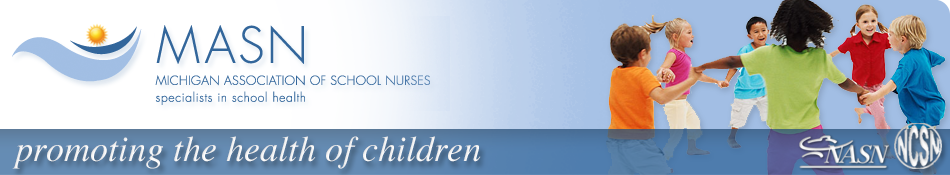 MASN
MICHIGAN ASSOCIATION OF SCHOOL NURSES
specialists in school health
promoting the health of children
NASN
NCSN